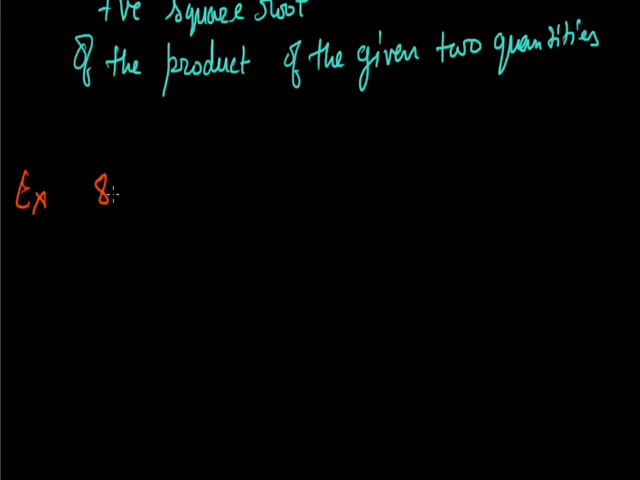 +ve square root
Of the product of the given two quantities
Ex 8